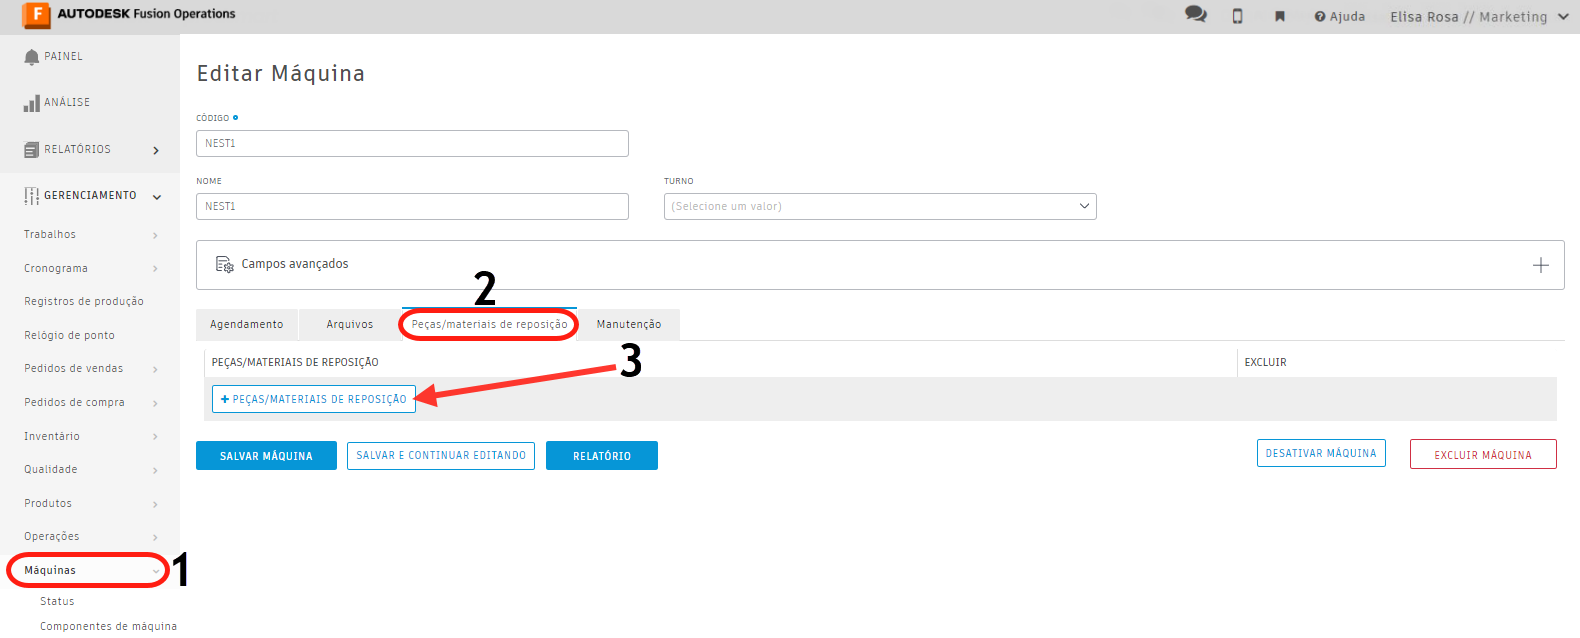 F AUTODESK Fusion Operations
Ajuda
Elisa Rosa // Marketing
PAINEL
ANÁLISE
RELATÓRIOS
GERENCIAMENTO
Trabalhos
Cronograma
Registros de produção
Relógio de ponto
Pedidos de vendas
Pedidos de compra
Inventário
Qualidade
Produtos
Operações
Máquinas
1
Status
Componentes de máquina
Editar Máquina
CÓDIGO
NEST1
NOME
TURNO
NEST1
(Selecione um valor)
Campos avançados
2
Agendamento
Arquivos
Peças/materiais de reposição
Manutenção
3
PEÇAS/MATERIAIS DE REPOSIÇÃO
EXCLUIR
+ PEÇAS/MATERIAIS DE REPOSIÇÃO
SALVAR MÁQUINA
SALVAR E CONTINUAR EDITANDO
RELATÓRIO
DESATIVAR MÁQUINA
EXCLUIR MÁQUINA